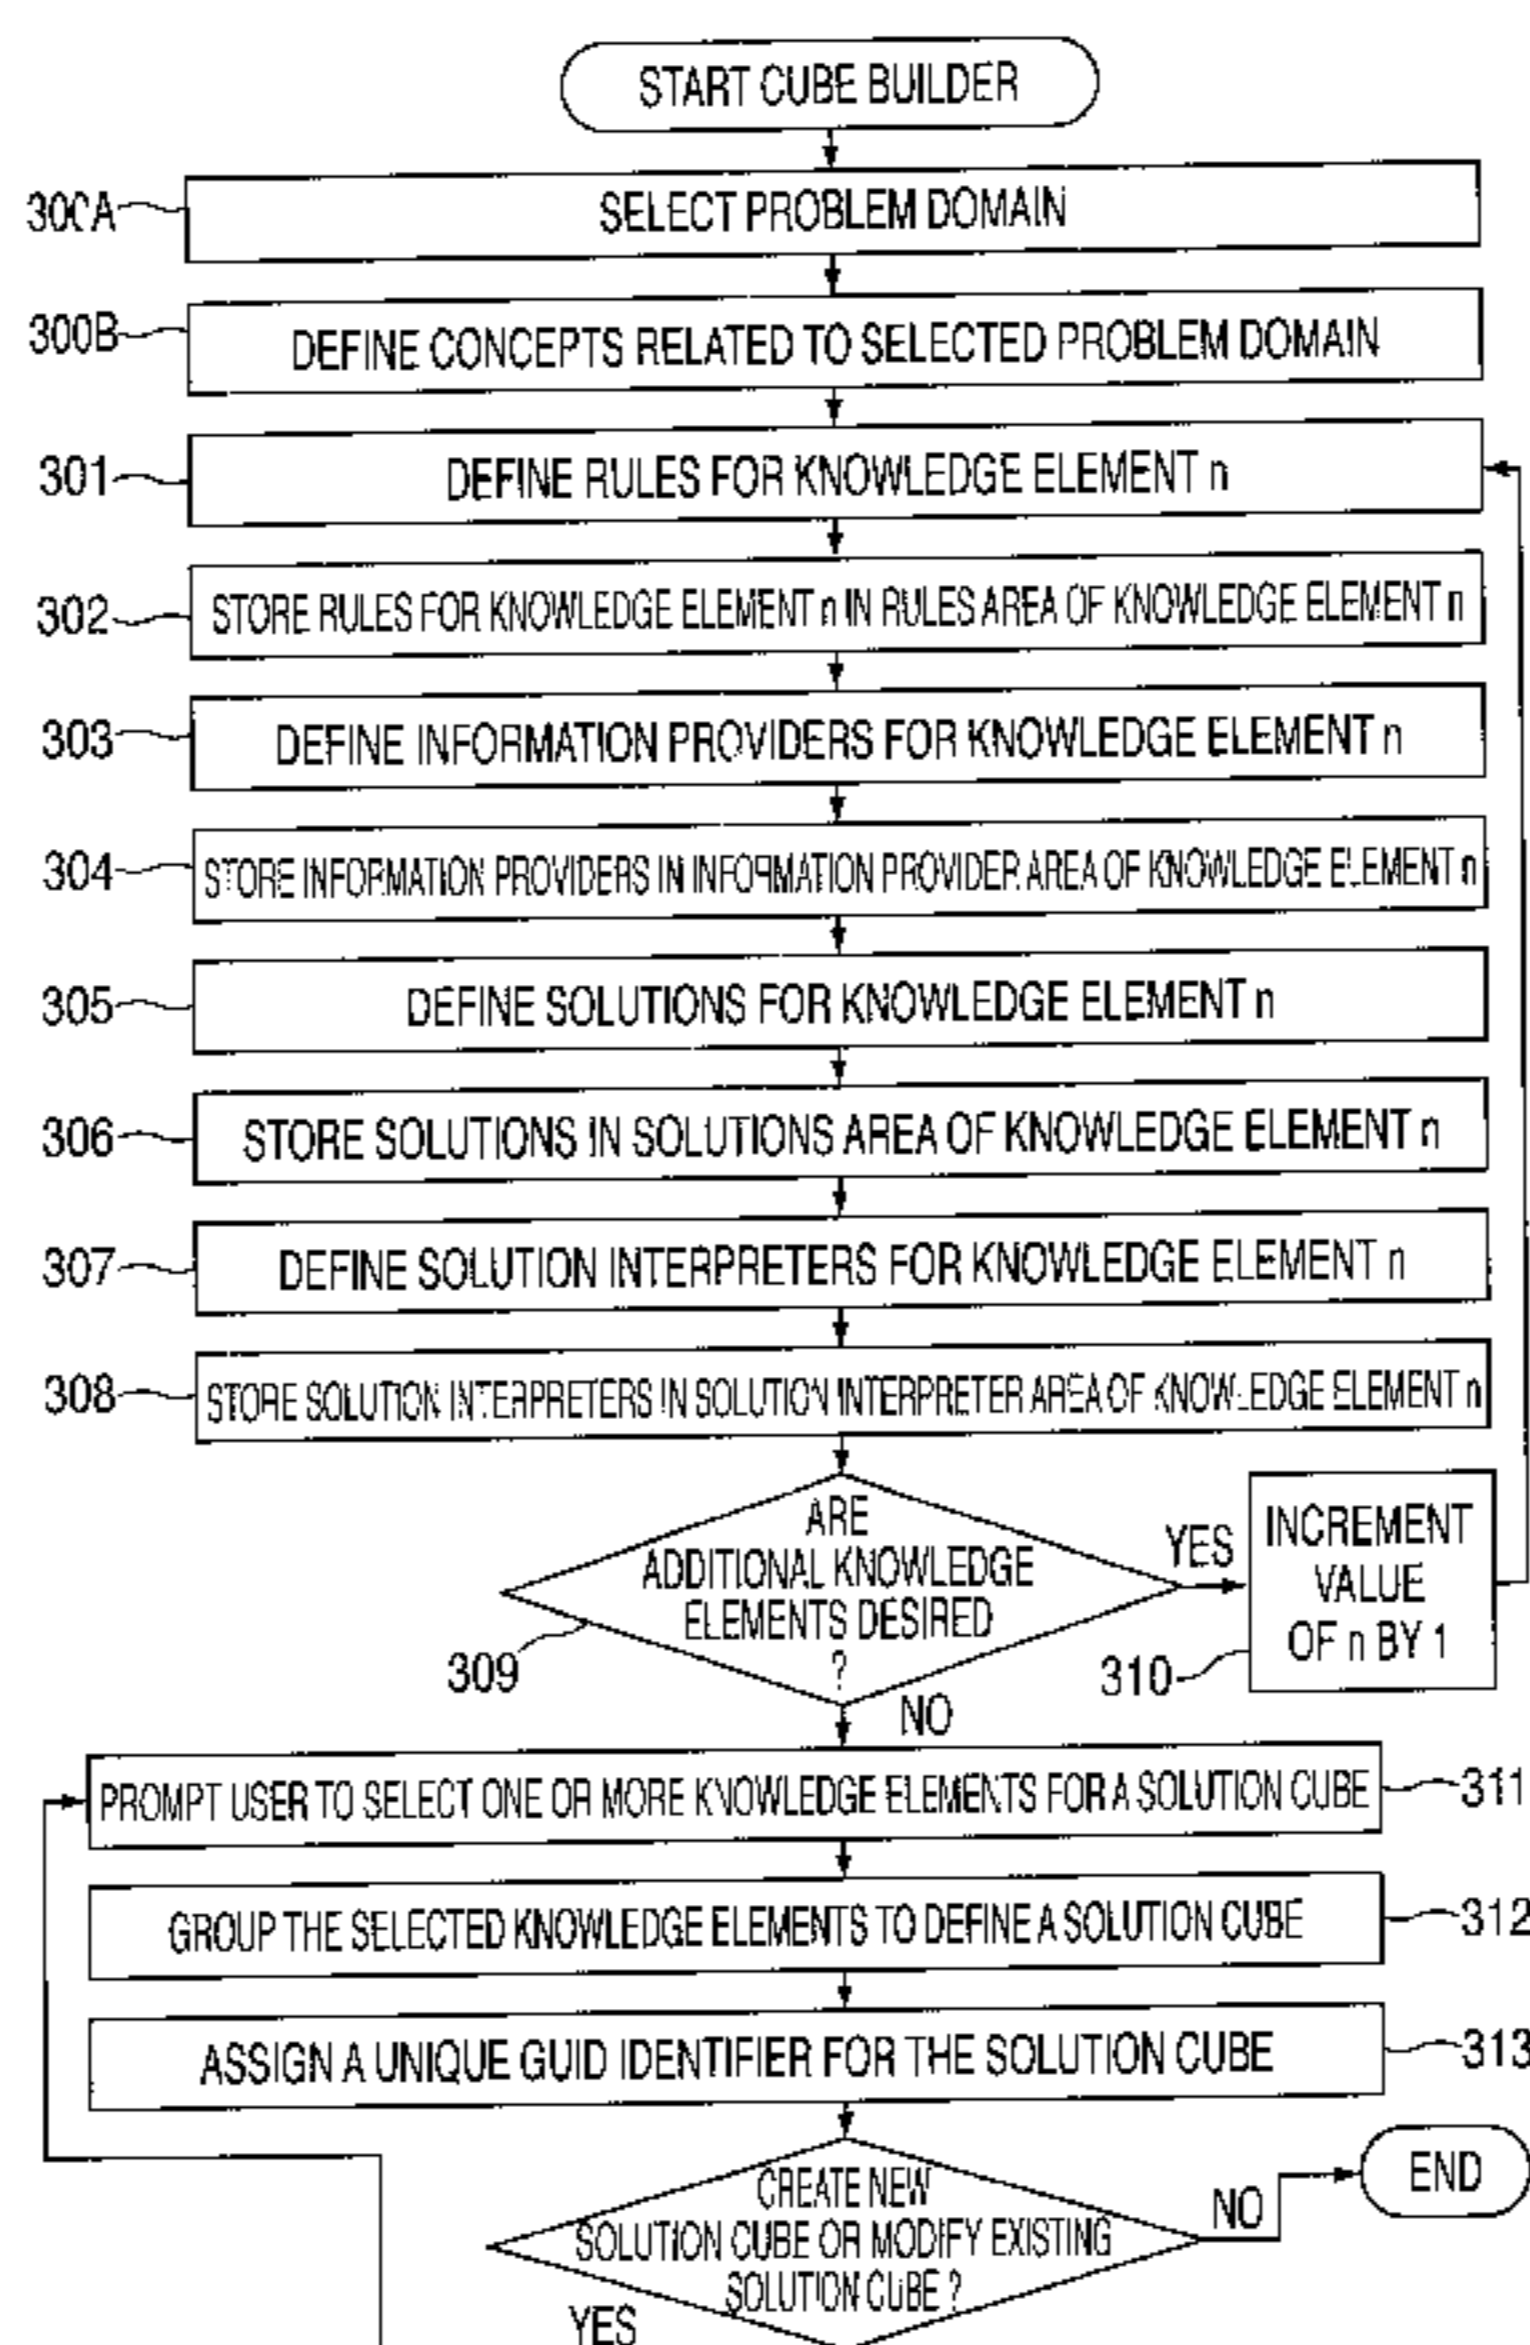 START CUBE BUILDER
300A
SELECT PROBLEM DOMAIN
300B
DEFINE CONCEPTS RELATED TO SELECTED PROBLEM DOMAIN
301
DEFINE RULES FOR KNOWLEDGE ELEMENT n
302
STORE RULES FOR KNOWLEDGE ELEMENT n IN RULES AREA OF KNOWLEDGE ELEMENT n
303
DEFINE INFORMATION PROVIDERS FOR KNOWLEDGE ELEMENT n
304
STORE INFORMATION PROVIDERS IN INFORMATION PROVIDER AREA OF KNOWLEDGE ELEMENT n
305
DEFINE SOLUTIONS FOR KNOWLEDGE ELEMENT n
306
STORE SOLUTIONS IN SOLUTIONS AREA OF KNOWLEDGE ELEMENT n
307
DEFINE SOLUTION INTERPRETERS FOR KNOWLEDGE ELEMENT n
308
STORE SOLUTION INTERPRETERS IN SOLUTION INTERPRETER AREA OF KNOWLEDGE ELEMENT n
ARE
ADDITIONAL KNOWLEDGE
ELEMENTS DESIRED
?
309
YES
INCREMENT
VALUE
OF n BY 1
310
NO
PROMPT USER TO SELECT ONE OR MORE KNOWLEDGE ELEMENTS FOR A SOLUTION CUBE
311
GROUP THE SELECTED KNOWLEDGE ELEMENTS TO DEFINE A SOLUTION CUBE
312
ASSIGN A UNIQUE GUID IDENTIFIER FOR THE SOLUTION CUBE
313
CREATE NEW
SOLUTION CUBE OR MODIFY EXISTING
SOLUTION CUBE ?
NO
END
YES